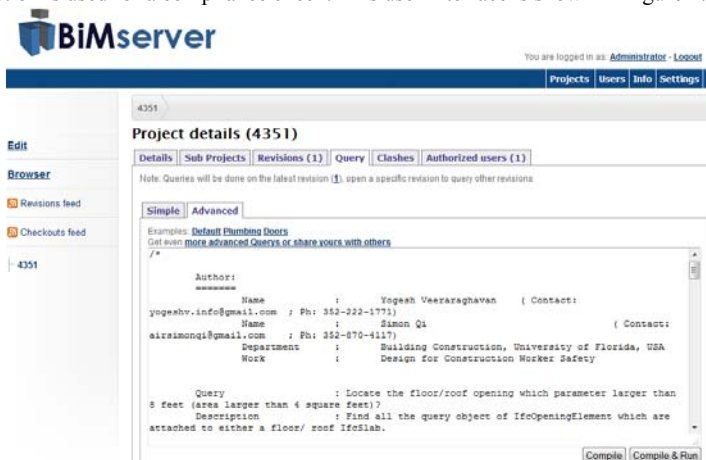 BiMserver
You are logged in as: Administrator - Logout
Projects Users Info Settings
4351
Project details (4351)
Edit
Details Sub Projects Revisions (1) Query Clashes Authorized users (1)
Browser
Note: Queries will be done on the latest revision (1), open a specific revision to query other revisions
Revisions feed
Simple Advanced
Checkouts feed
Examples: Default Plumbing Doors
Get even more advanced Querys or share yours with others
4351
/*
Author:
=======
Name : Yogesh Veeraraghavan ( Contact:
yogeshv.info@gmail.com ; Ph: 352-222-1771)
Name : Simon Qi ( Contact:
airsimonqi@gmail.com ; Ph: 352-870-4117)
Department : Building Construction, University of Florida, USA
Work : Design for Construction Worker Safety
Query : Locate the floor/roof opening which parameter larger than
8 feet (area larger than 4 square feet)?
Description : Find all the query object of IfcOpeningElement which are
attached to either a floor/ roof IfcSlab.
Compile Compile & Run